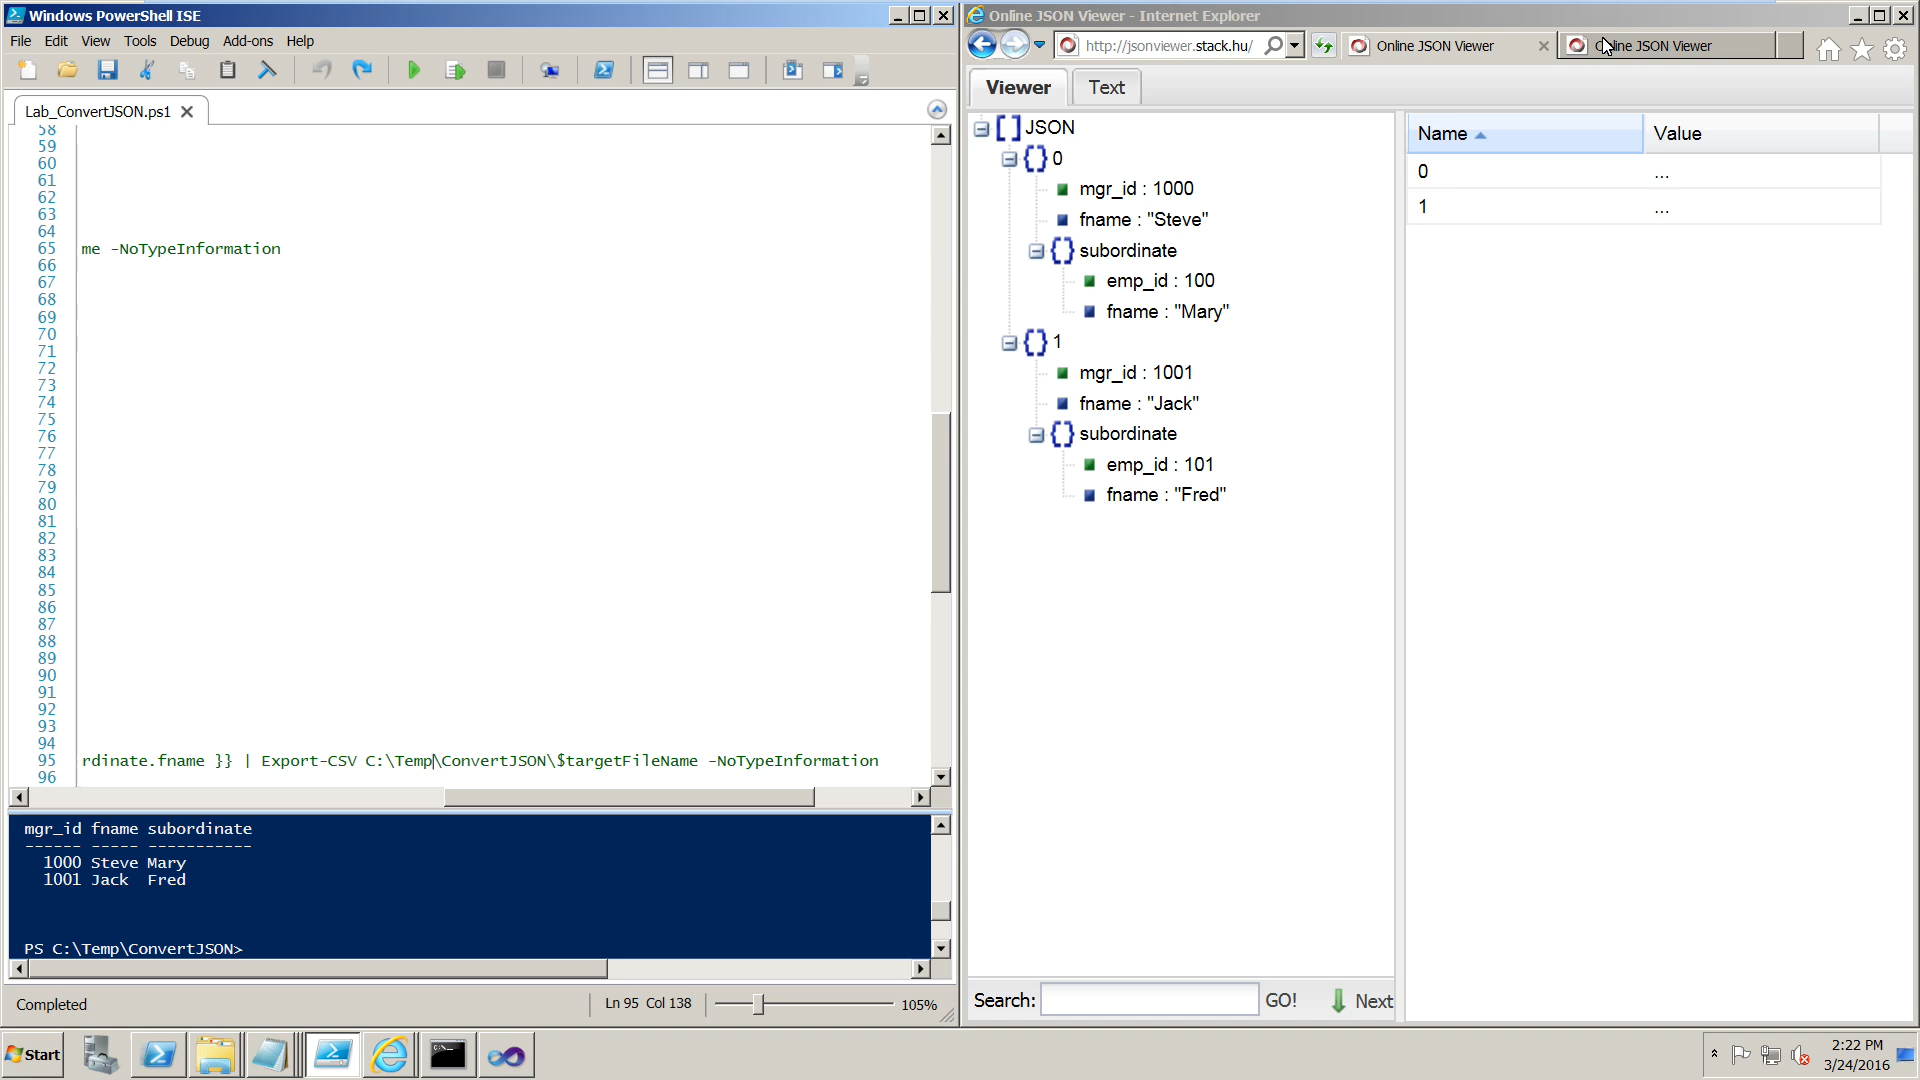 Windows PowerShell ISE
File Edit View Tools Debug Add-ons Help
Lab_ConvertJSON.ps1
58
59
60
61
62
63
64
65 me -NoTypeInformation
66
67
68
69
70
71
72
73
74
75
76
77
78
79
80
81
82
83
84
85
86
87
88
89
90
91
92
93
94
95 rdinate.fname }} | Export-CSV C:\Temp\ConvertJSON\$targetFileName -NoTypeInformation
96
mgr_id fname subordinate
------ ----- -----------
1000 Steve Mary
1001 Jack Fred
PS C:\Temp\ConvertJSON>
Completed Ln 95 Col 138 105%
Online JSON Viewer - Internet Explorer
http://jsonviewer.stack.hu/ Online JSON Viewer Online JSON Viewer
Viewer Text
JSON
0
mgr_id : 1000
fname : "Steve"
subordinate
emp_id : 100
fname : "Mary"
1
mgr_id : 1001
fname : "Jack"
subordinate
emp_id : 101
fname : "Fred"
Name Value
0 ...
1 ...
Search: GO! Next
Start
2:22 PM
3/24/2016